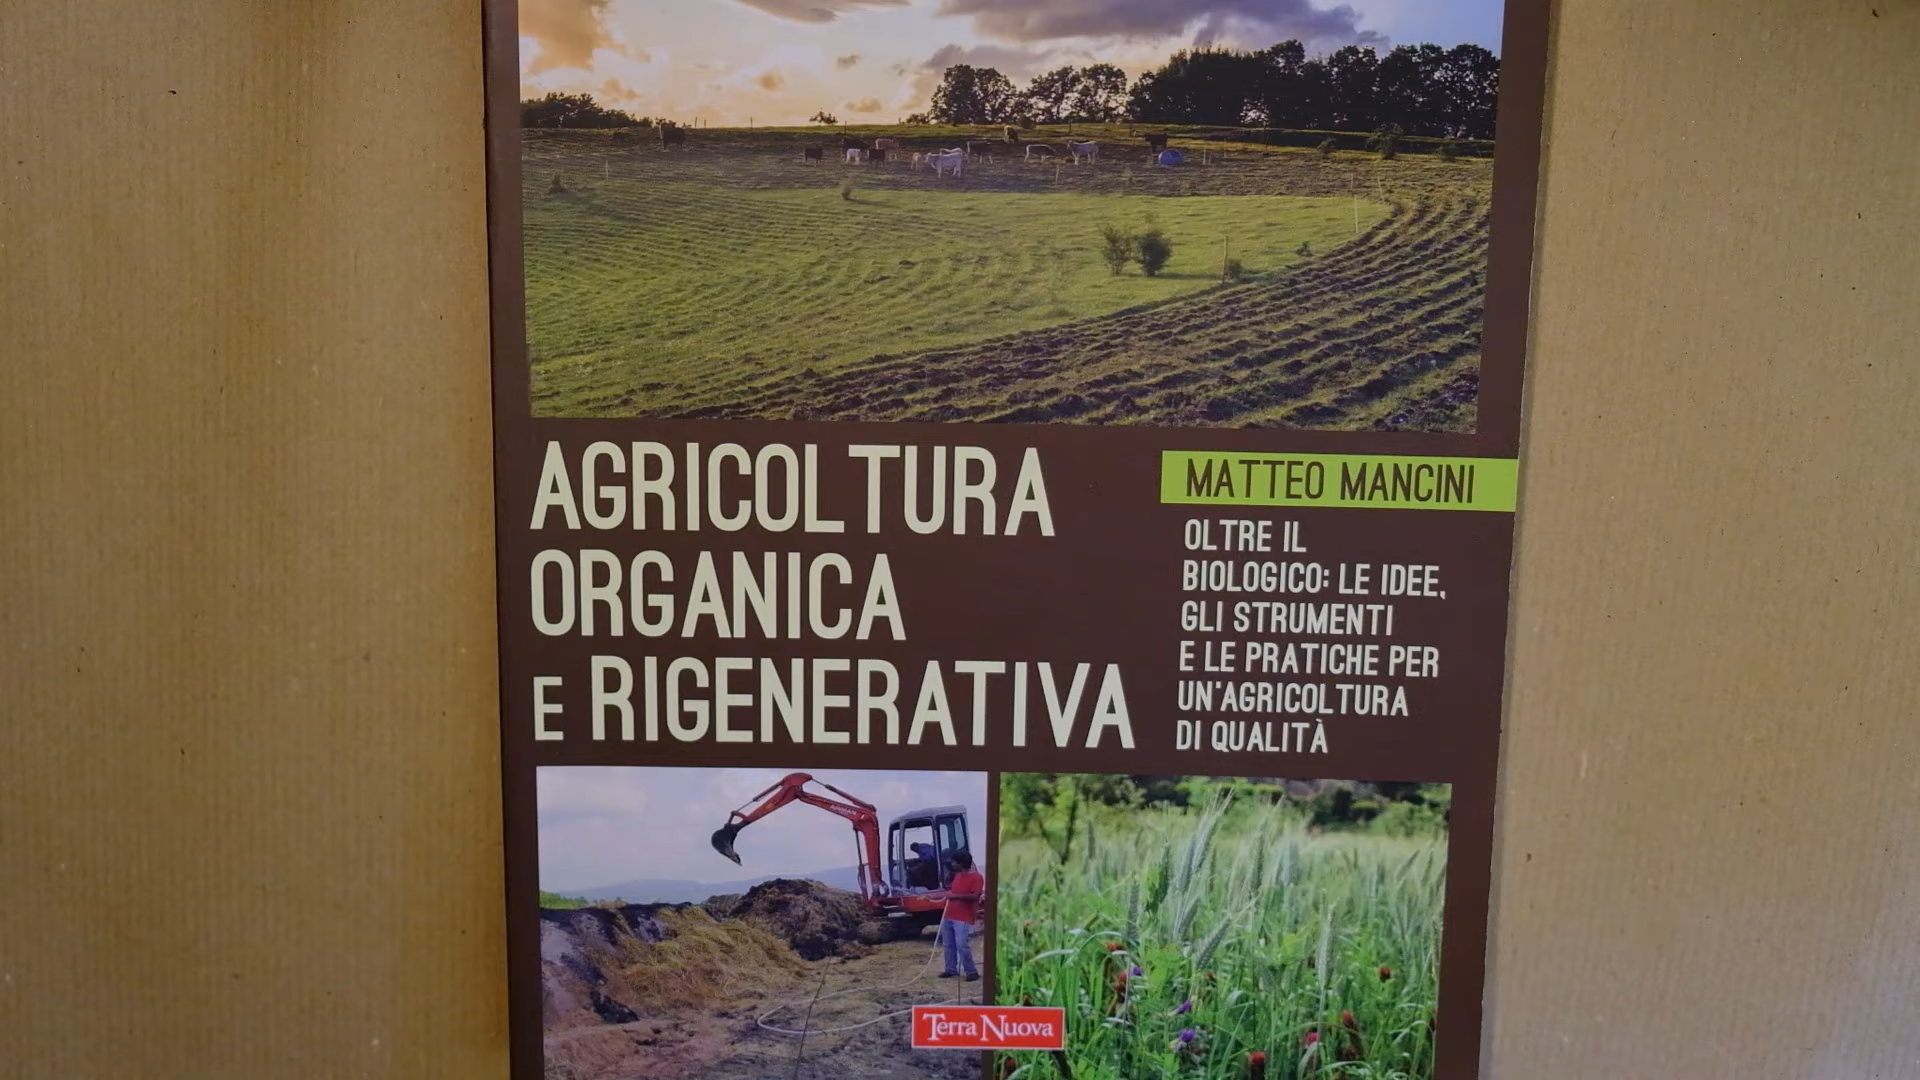 AGRICOLTURA
ORGANICA
E RIGENERATIVA
MATTEO MANCINI
OLTRE IL
BIOLOGICO: LE IDEE,
GLI STRUMENTI
E LE PRATICHE PER
UN'AGRICOLTURA
DI QUALITÀ
Terra Nuova